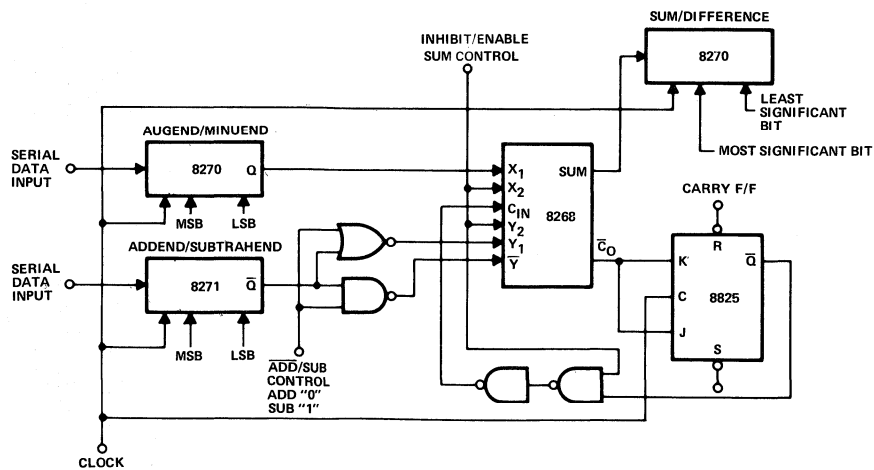 SUM/DIFFERENCE
8270
INHIBIT/ENABLE
SUM CONTROL
LEAST
SIGNIFICANT
BIT
MOST SIGNIFICANT BIT
AUGEND/MINUEND
SERIAL
DATA
INPUT
8270
Q
MSB
LSB
ADDEND/SUBTRAHEND
SERIAL
DATA
INPUT
8271
Q̅
MSB
LSB
A̅D̅D̅/SUB
CONTROL
ADD "0"
SUB "1"
X1
X2
CIN
Y2
Y1
Y̅
8268
SUM
C̅O
CARRY F/F
R
K
C
J
S
Q̅
8825
CLOCK